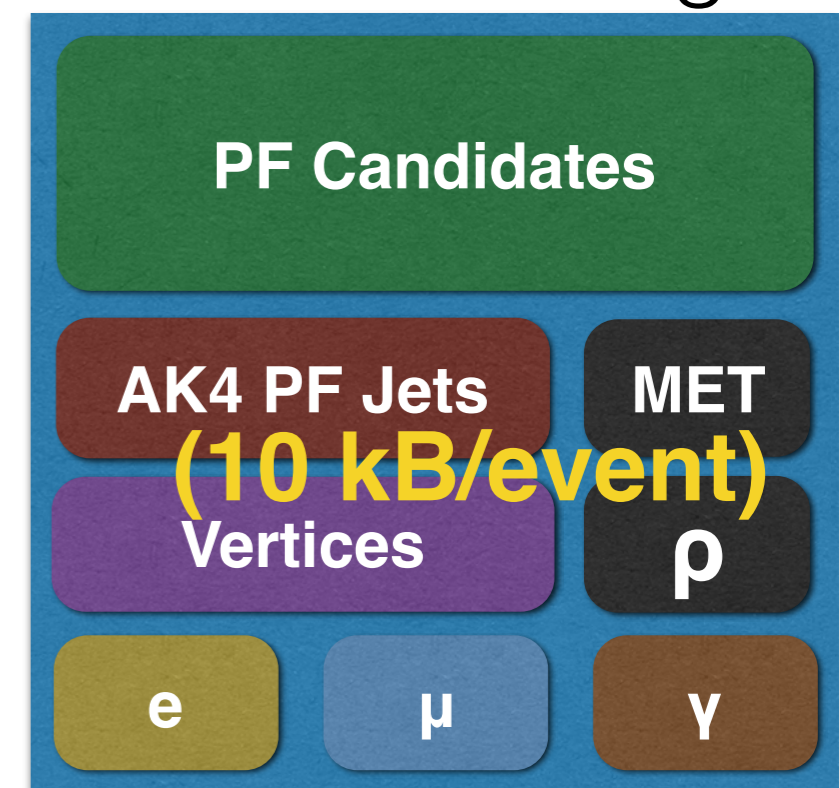 PF Candidates
AK4 PF Jets
MET
(10 kB/event)
Vertices
ρ
e
μ
γ